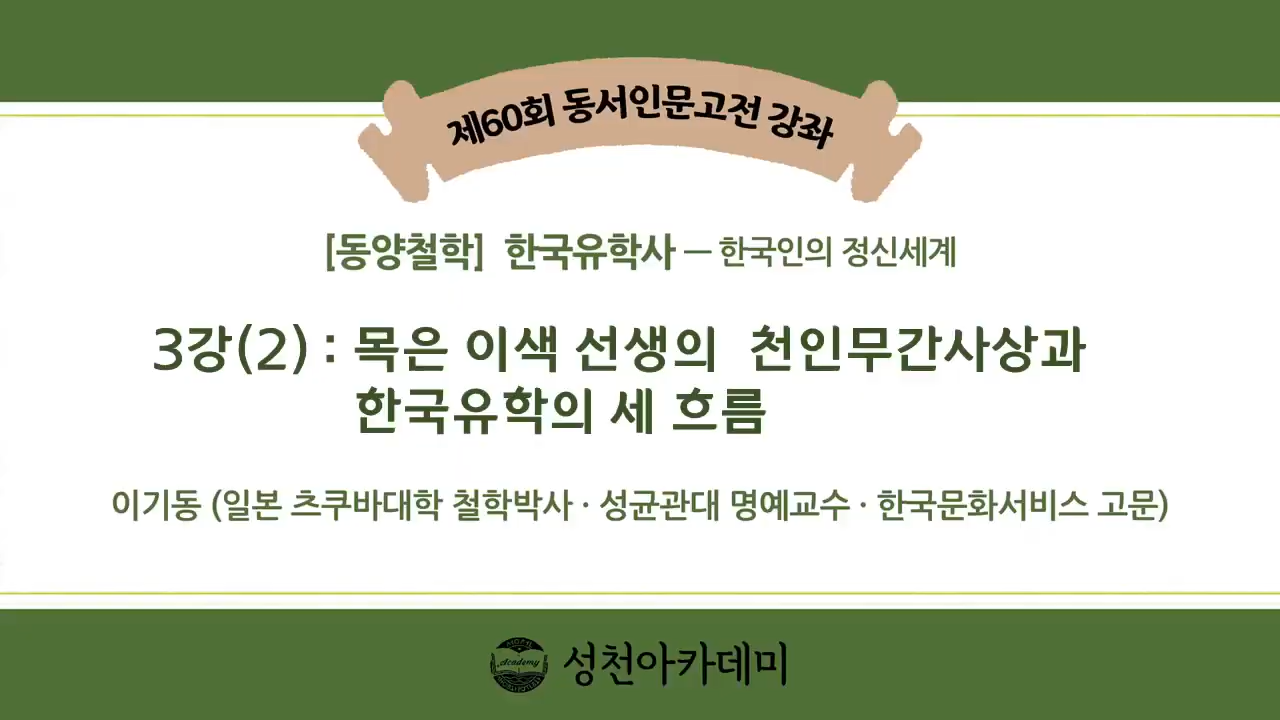 제60회 동서인문고전 강좌
[동양철학] 한국유학사 – 한국인의 정신세계
3강(2) : 목은 이색 선생의 천인무간사상과
한국유학의 세 흐름
이기동 (일본 츠쿠바대학 철학박사 · 성균관대 명예교수 · 한국문화서비스 고문)
Academy
성천아카데미